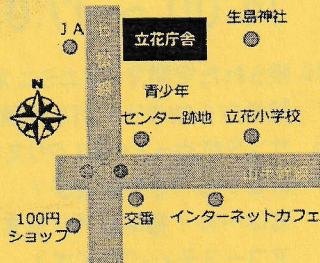 JA
立花庁舎
生島神社
N
青少年
センター跡地
立花小学校
100円
ショップ
交番
インターネットカフェ